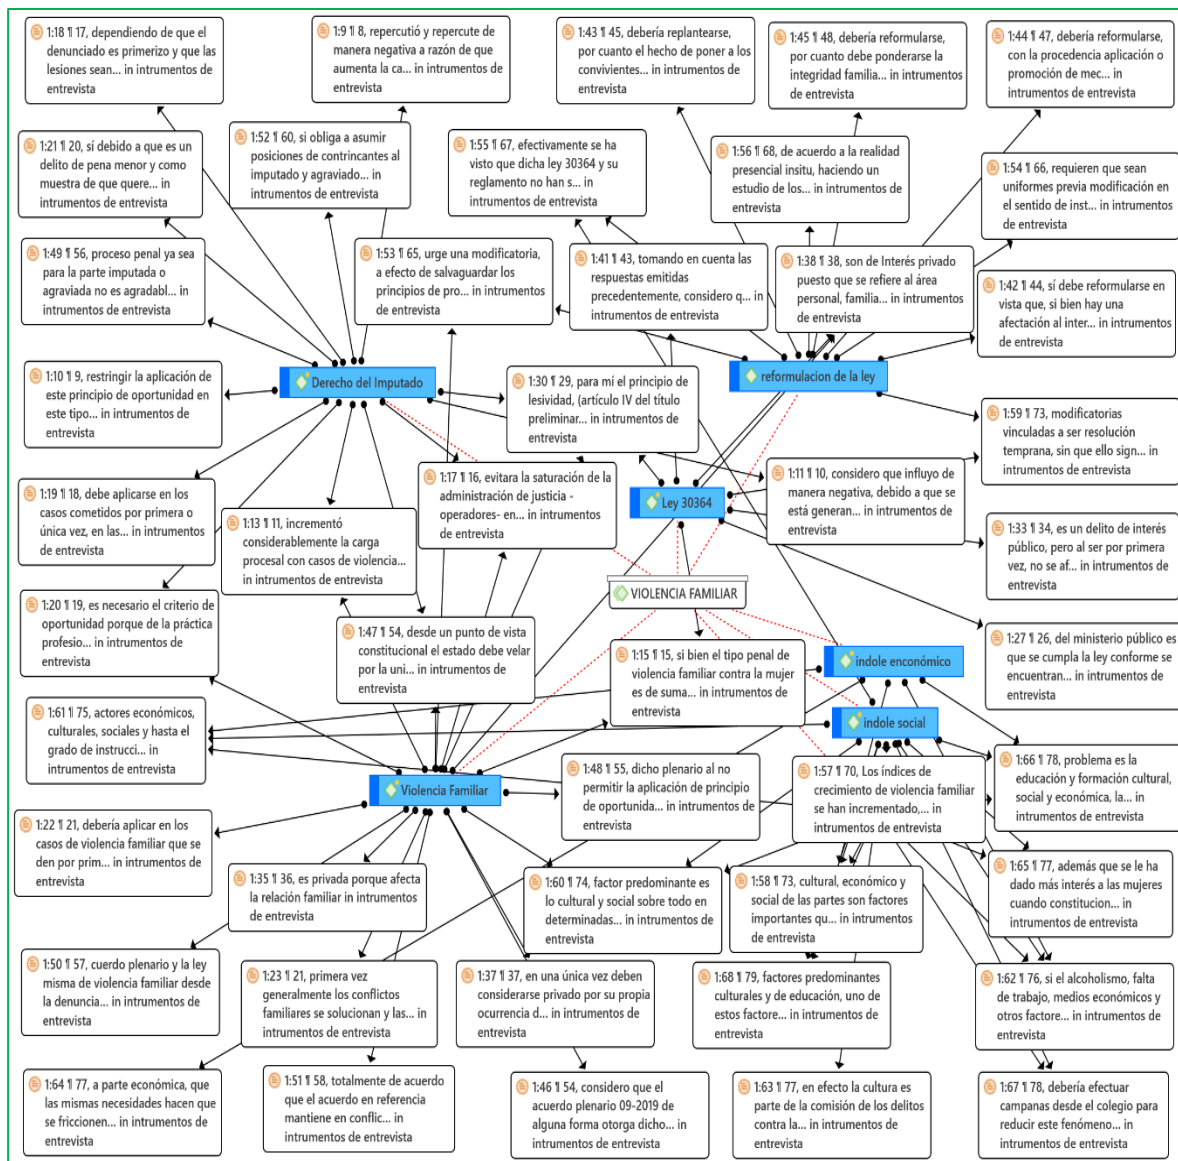 1:18 ¶ 17, dependiendo de que el
denunciado es primerizo y que las
lesiones sean... in intrumentos de
entrevista
1:9 ¶ 8, repercutió y repercute de
manera negativa a razón de que
aumenta la ca... in intrumentos de
entrevista
1:43 ¶ 45, debería replantearse,
por cuanto el hecho de poner a los
convivientes... in intrumentos de
entrevista
1:45 ¶ 48, debería reformularse,
por cuanto debe ponderarse la
integridad familia... in intrumentos
de entrevista
1:44 ¶ 47, debería reformularse,
con la procedencia aplicación o
promoción de mec... in
intrumentos de entrevista
1:21 ¶ 20, sí debido a que es un
delito de pena menor y como
muestra de que quere... in
intrumentos de entrevista
1:52 ¶ 60, si obliga a asumir
posiciones de contrincantes al
imputado y agraviado...
in intrumentos de entrevista
1:55 ¶ 67, efectivamente se ha
visto que dicha ley 30364 y su
reglamento no han s... in
intrumentos de entrevista
1:56 ¶ 68, de acuerdo a la realidad
presencial insitu, haciendo un
estudio de los... in intrumentos de
entrevista
1:54 ¶ 66, requieren que sean
uniformes previa modificación en
el sentido de inst... in intrumentos
de entrevista
1:49 ¶ 56, proceso penal ya sea
para la parte imputada o
agraviada no es agradabl... in
intrumentos de entrevista
1:53 ¶ 65, urge una modificatoria,
a efecto de salvaguardar los
principios de pro... in intrumentos
de entrevista
1:41 ¶ 43, tomando en cuenta las
respuestas emitidas
precedentemente, considero q... in
intrumentos de entrevista
1:38 ¶ 38, son de Interés privado
puesto que se refiere al área
personal, familia... in intrumentos
de entrevista
1:42 ¶ 44, sí debe reformularse en
vista que, si bien hay una
afectación al inter... in intrumentos
de entrevista
Derecho del Imputado
reformulacion de la ley
1:10 ¶ 9, restringir la aplicación de
este principio de oportunidad en
este tipo... in intrumentos de
entrevista
1:30 ¶ 29, para mí el principio de
lesividad, (artículo IV del título
preliminar... in intrumentos de
entrevista
1:59 ¶ 73, modificatorias
vinculadas a ser resolución
temprana, sin que ello sign...
in intrumentos de entrevista
1:19 ¶ 18, debe aplicarse en los
casos cometidos por primera o
única vez, en las... in intrumentos
de entrevista
1:13 ¶ 11, incrementó
considerablemente la carga
procesal con casos de violencia...
in intrumentos de entrevista
1:17 ¶ 16, evitara la saturación de la
administración de justicia -
operadores- en... in intrumentos de
entrevista
Ley 30364
1:11 ¶ 10, considero que influyo de
manera negativa, debido a que se
está generan... in intrumentos de
entrevista
1:33 ¶ 34, es un delito de interés
público, pero al ser por primera
vez, no se af... in intrumentos de
entrevista
VIOLENCIA FAMILIAR
1:20 ¶ 19, es necesario el criterio de
oportunidad porque de la práctica
profesio... in intrumentos de
entrevista
1:47 ¶ 54, desde un punto de vista
constitucional el estado debe velar
por la uni... in intrumentos de
entrevista
1:15 ¶ 15, si bien el tipo penal de
violencia familiar contra la mujer
es de suma... in intrumentos de
entrevista
1:27 ¶ 26, del ministerio público es
que se cumpla la ley conforme se
encuentran... in intrumentos de
entrevista
indole enconómico
indole social
1:61 ¶ 75, actores económicos,
culturales, sociales y hasta el
grado de instrucci... in
intrumentos de entrevista
Violencia Familiar
1:48 ¶ 55, dicho plenario al no
permitir la aplicación de principio
de oportunida... in intrumentos de
entrevista
1:57 ¶ 70, Los índices de
crecimiento de violencia familiar
se han incrementado,... in
intrumentos de entrevista
1:66 ¶ 78, problema es la
educación y formación cultural,
social y económica, la... in
intrumentos de entrevista
1:22 ¶ 21, debería aplicar en los
casos de violencia familiar que se
den por prim... in intrumentos de
entrevista
1:35 ¶ 36, es privada porque afecta
la relación familiar in intrumentos
de entrevista
1:60 ¶ 74, factor predominante es
lo cultural y social sobre todo en
determinadas... in intrumentos de
entrevista
1:58 ¶ 73, cultural, económico y
social de las partes son factores
importantes qu... in intrumentos
de entrevista
1:65 ¶ 77, además que se le ha
dado más interés a las mujeres
cuando constitucion... in
intrumentos de entrevista
1:50 ¶ 57, cuerdo plenario y la ley
misma de violencia familiar desde
la denuncia... in intrumentos de
entrevista
1:23 ¶ 21, primera vez
generalmente los conflictos
familiares se solucionan y las... in
intrumentos de entrevista
1:37 ¶ 37, en una única vez deben
considerarse privado por su propia
ocurrencia d... in intrumentos de
entrevista
1:68 ¶ 79, factores predominantes
culturales y de educación, uno de
estos factore... in intrumentos de
entrevista
1:62 ¶ 76, si el alcoholismo, falta
de trabajo, medios económicos y
otros factore... in intrumentos de
entrevista
1:64 ¶ 77, a parte económica, que
las mismas necesidades hacen que
se friccionen... in intrumentos de
entrevista
1:51 ¶ 58, totalmente de acuerdo
que el acuerdo en referencia
mantiene en conflic... in
intrumentos de entrevista
1:46 ¶ 54, considero que el
acuerdo plenario 09-2019 de
alguna forma otorga dicho... in
intrumentos de entrevista
1:63 ¶ 77, en efecto la cultura es
parte de la comisión de los delitos
contra la... in intrumentos de
entrevista
1:67 ¶ 78, debería efectuar
campanas desde el colegio para
reducir este fenómeno...
in intrumentos de entrevista